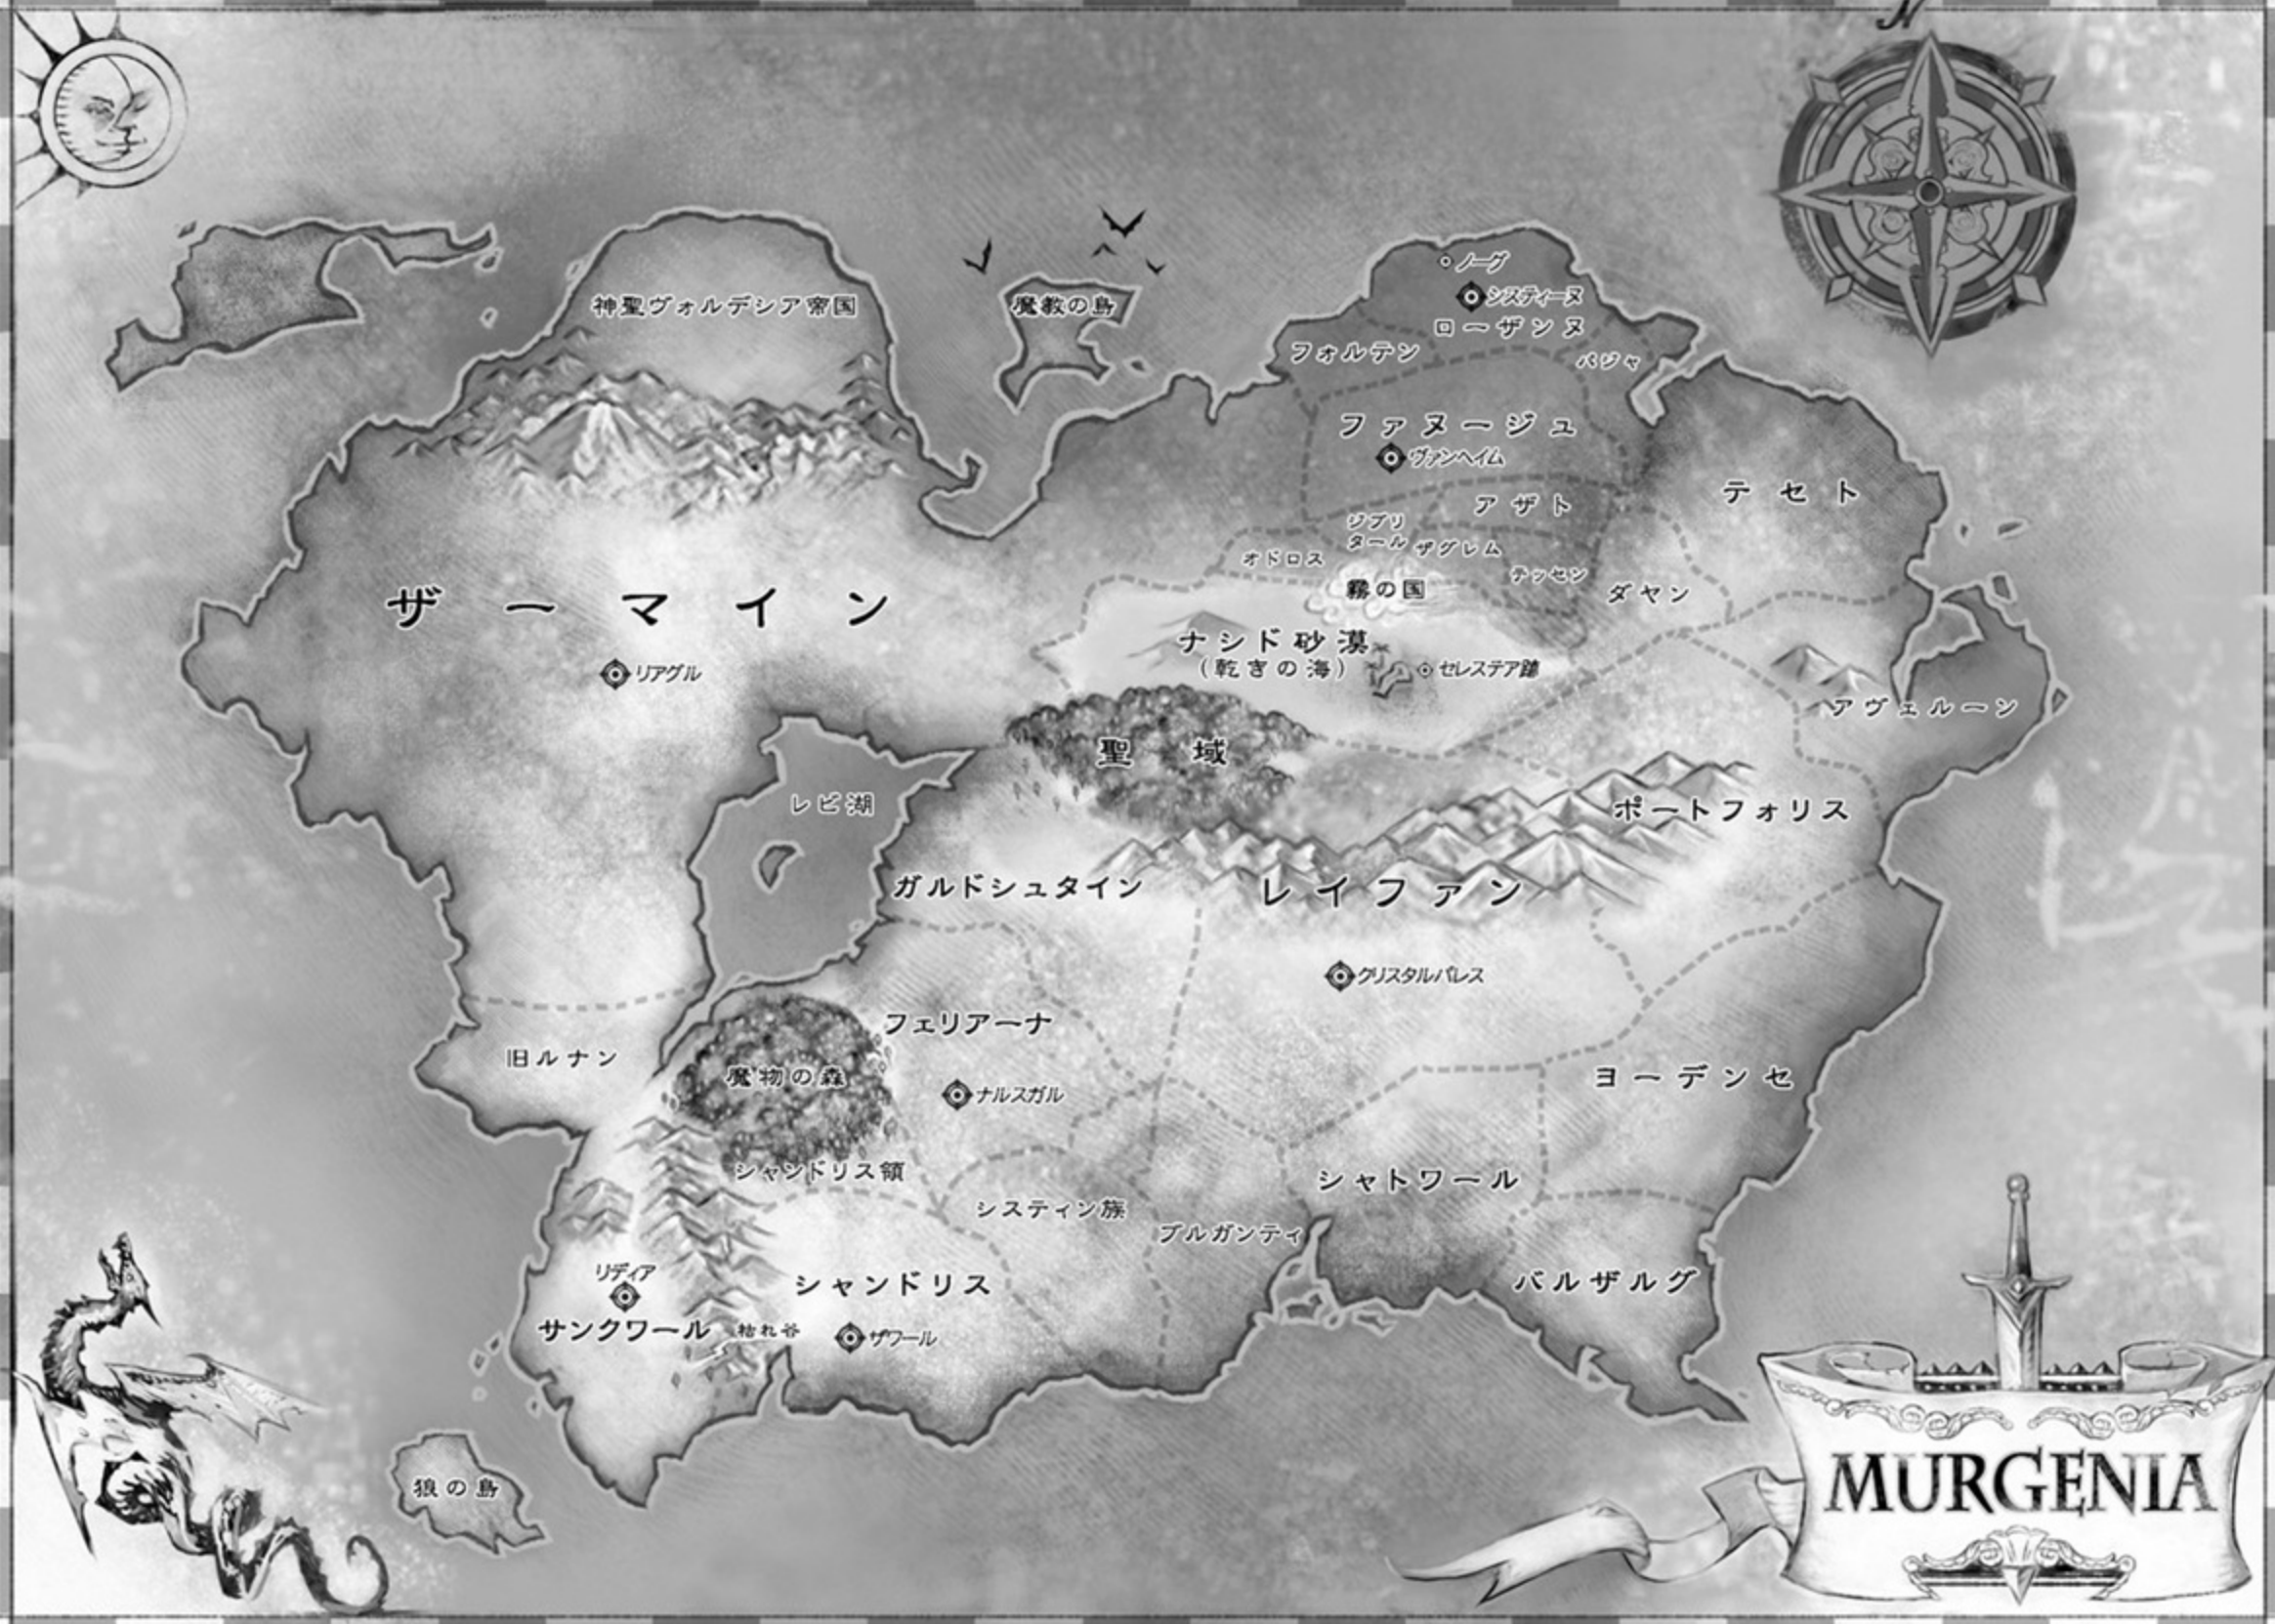 N
ノーグ
神聖ヴォルデシア帝国
魔教の島
システィーヌ
ローザンヌ
フォルテン
バジャ
ファヌージュ
ヴァンヘイム
テセト
アザト
ジブリ
タール
ザグレム
オドロス
テッセン
霧の国
ダヤン
ザーマイン
ナシド砂漠
(乾きの海)
セレステア跡
リアグル
アヴェルーン
聖域
レビ湖
ポートフォリス
ガルドシュタイン
レイファン
クリスタルパレス
フェリアーナ
旧ルナン
魔物の森
ヨーデンセ
ナルスガル
シャンドリス領
シャトワール
システィン族
ブルガンティ
リディア
シャンドリス
バルザルグ
サンクワール
枯れ谷
ザワール
狼の島
MURGENIA